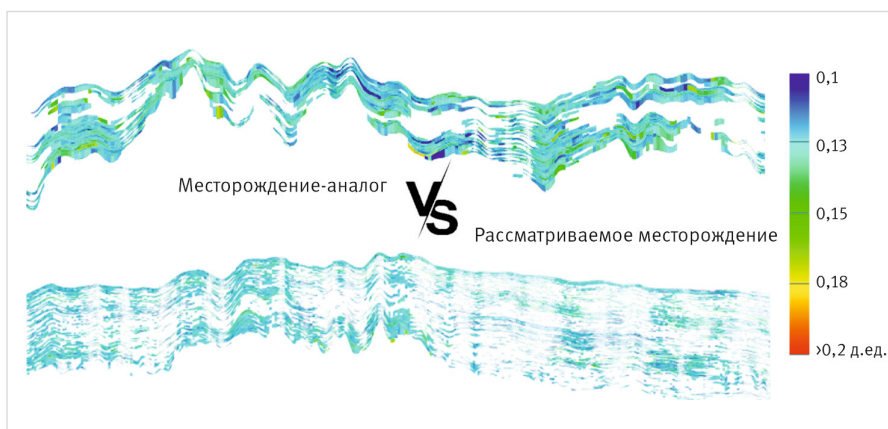 0,1
0,13
Месторождение-аналог
VS
0,15
Рассматриваемое месторождение
0,18
>0,2 д.ед.